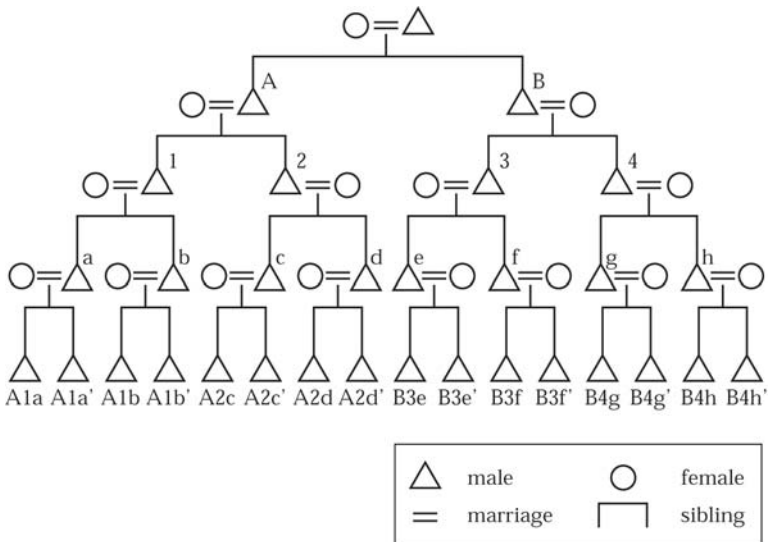 A B
1 2 3 4
a b c d e f g h
A1a A1a’ A1b A1b’ A2c A2c’ A2d A2d’ B3e B3e’ B3f B3f’ B4g B4g’ B4h B4h’
male female
marriage sibling